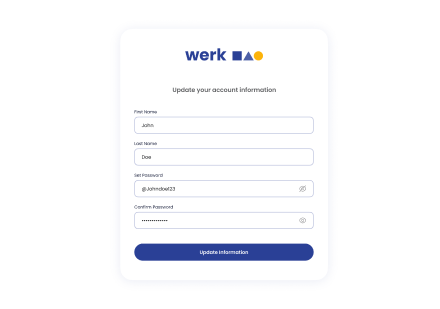 werk
Update your account information
First Name
John
Last Name
Doe
Set Password
@Johndoe123
Confirm Password
•••••••••••••
Update Information